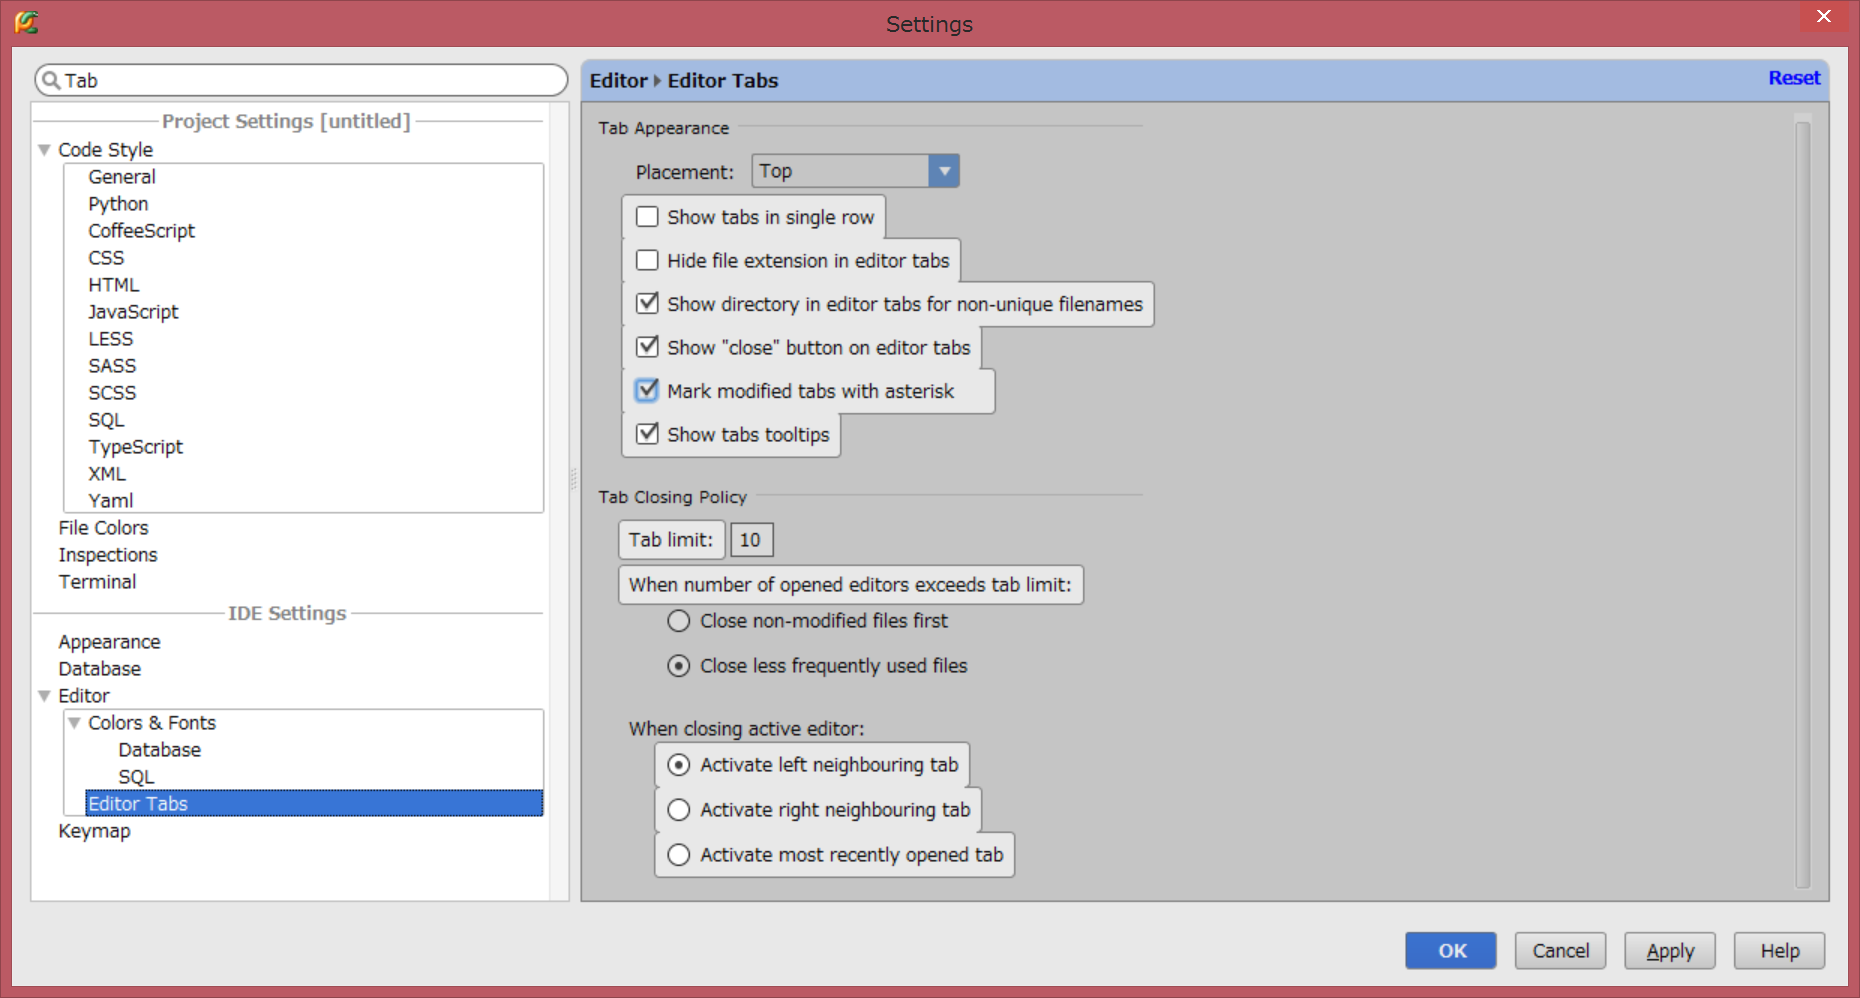 Settings
Tab
Project Settings [untitled]
Code Style
General
Python
CoffeeScript
CSS
HTML
JavaScript
LESS
SASS
SCSS
SQL
TypeScript
XML
Yaml
File Colors
Inspections
Terminal
IDE Settings
Appearance
Database
Editor
Colors & Fonts
Database
SQL
Editor Tabs
Keymap
Editor Editor Tabs
Reset
Tab Appearance
Placement: Top
Show tabs in single row
Hide file extension in editor tabs
Show directory in editor tabs for non-unique filenames
Show "close" button on editor tabs
Mark modified tabs with asterisk
Show tabs tooltips
Tab Closing Policy
Tab limit: 10
When number of opened editors exceeds tab limit:
Close non-modified files first
Close less frequently used files
When closing active editor:
Activate left neighbouring tab
Activate right neighbouring tab
Activate most recently opened tab
OK Cancel Apply Help